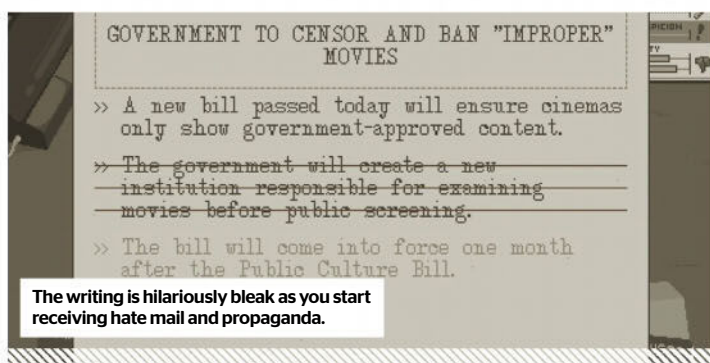 GOVERNMENT TO CENSOR AND BAN "IMPROPER"
MOVIES
» A new bill passed today will ensure cinemas
only show government-approved content.
» The government will create a new
institution responsible for examining
movies before public screening.
» The bill will come into force one month
after the Public Culture Bill.
The writing is hilariously bleak as you start
receiving hate mail and propaganda.